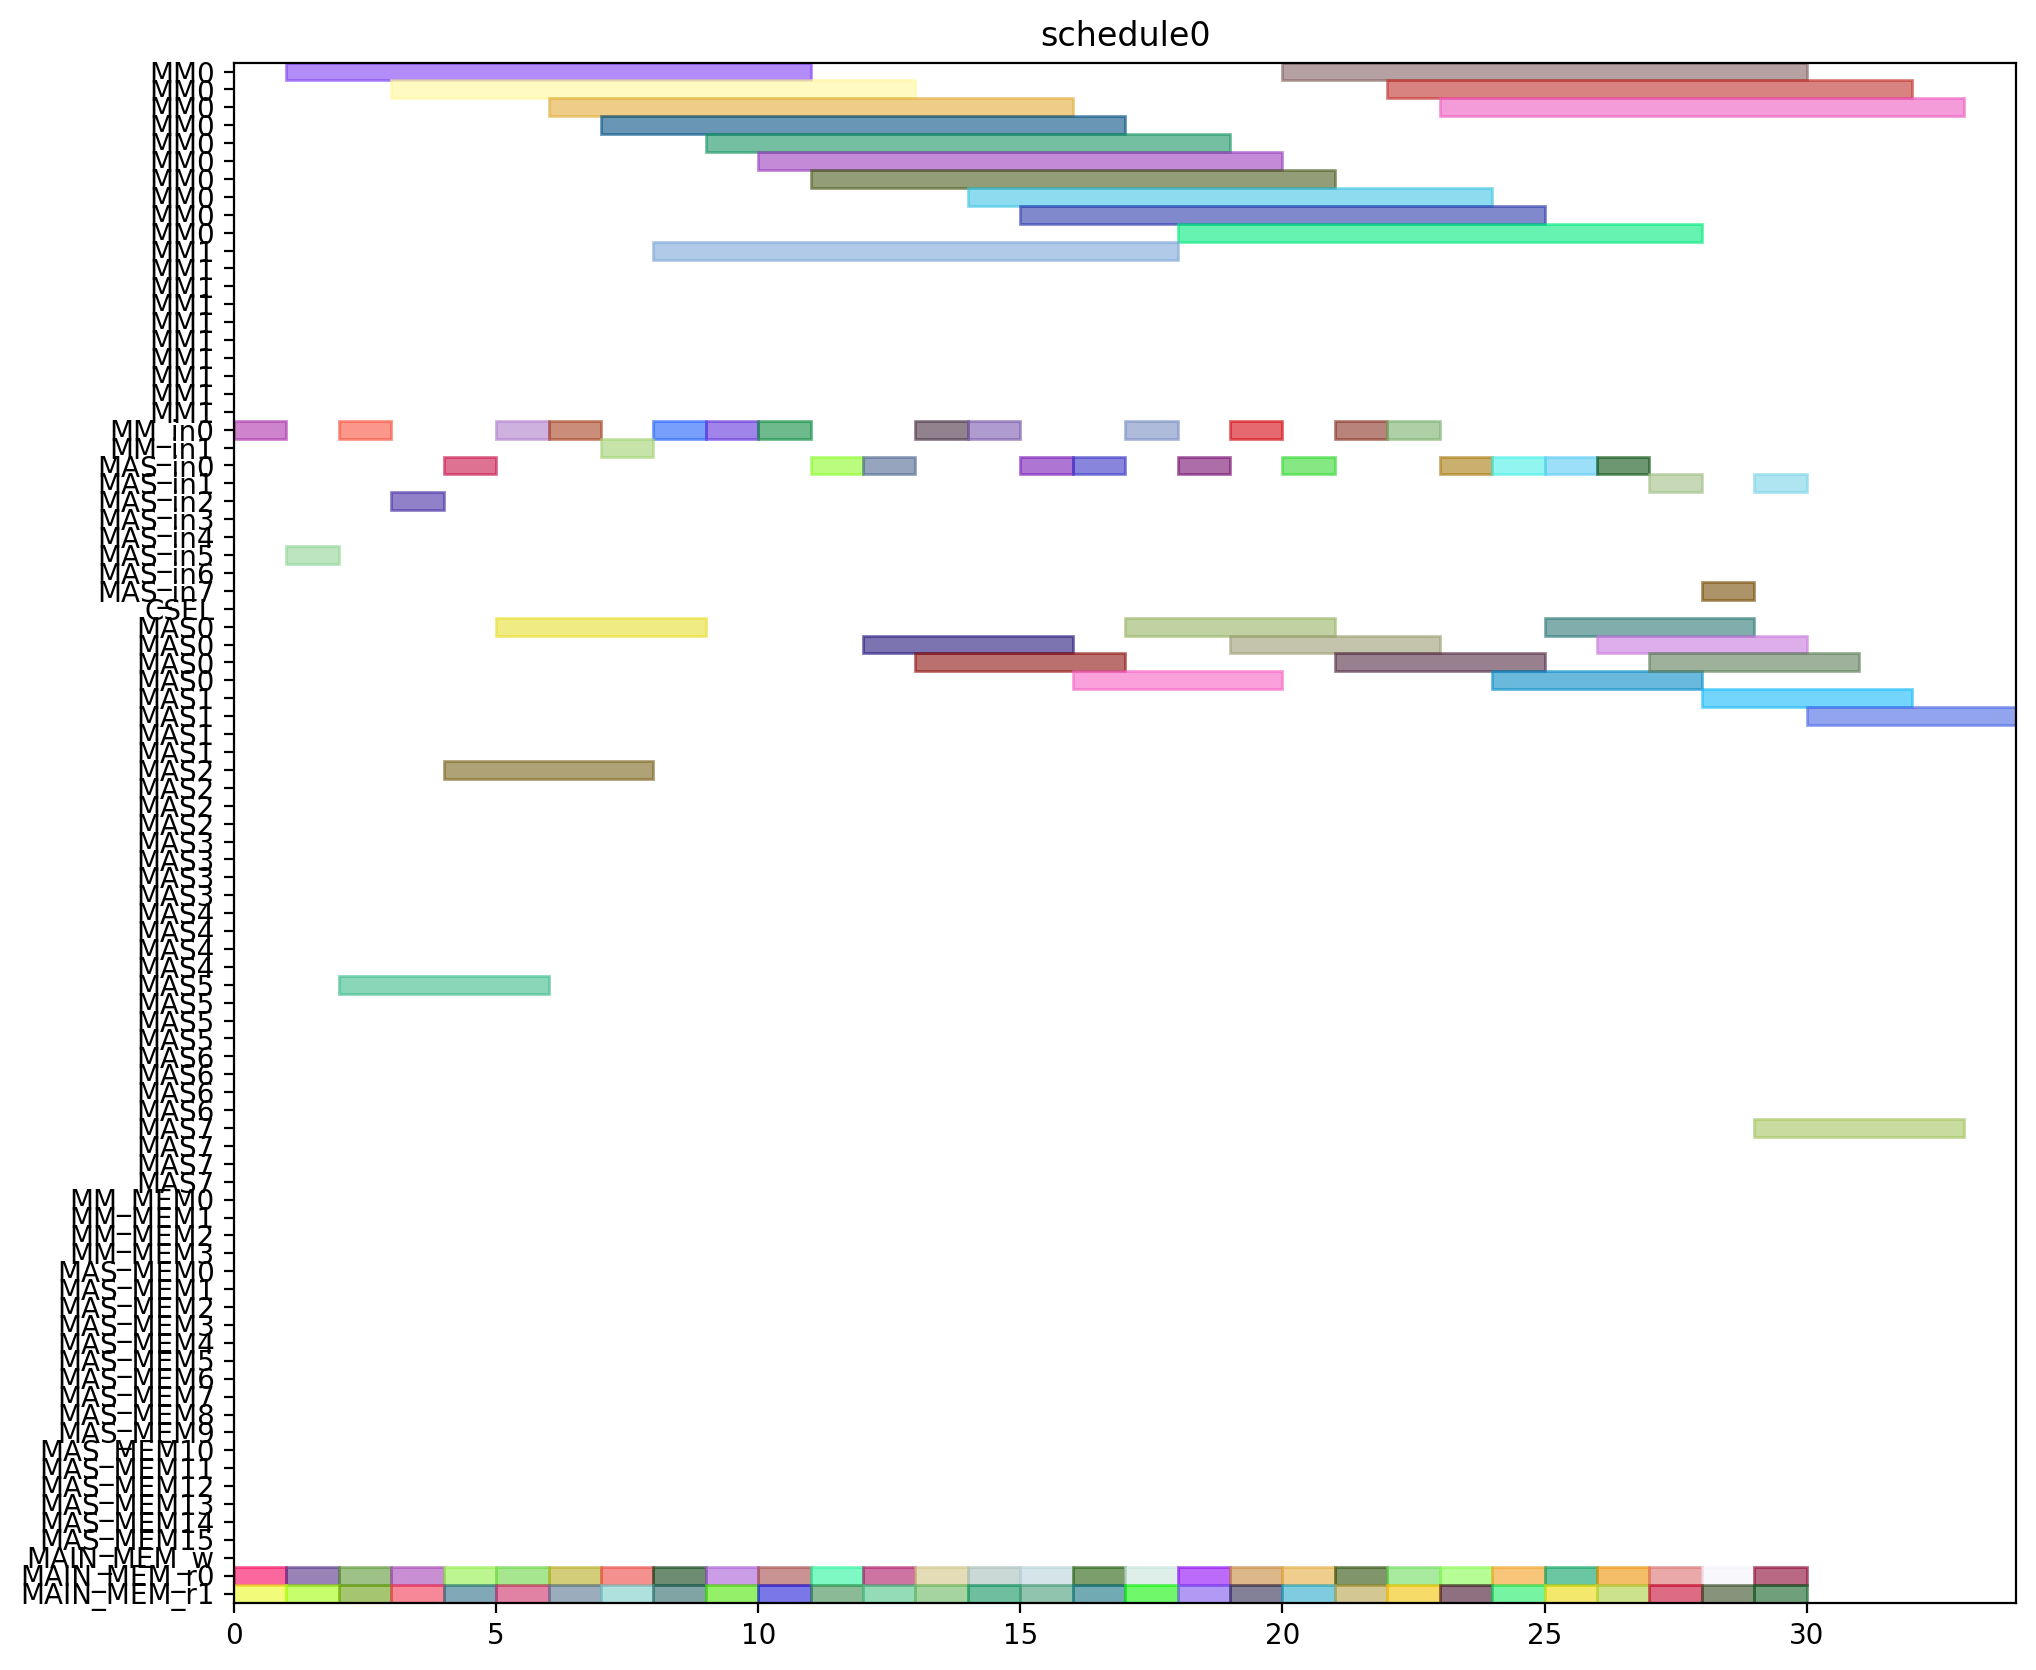 schedule0
MM0
MM0
MM0
MM0
MM0
MM0
MM0
MM0
MM0
MM0
MM1
MM1
MM1
MM1
MM1
MM1
MM1
MM1
MM1
MM1
MM_in0
MM_in1
MAS_in0
MAS_in1
MAS_in2
MAS_in3
MAS_in4
MAS_in5
MAS_in6
MAS_in7
CSEL
MAS0
MAS0
MAS0
MAS0
MAS1
MAS1
MAS1
MAS1
MAS2
MAS2
MAS2
MAS2
MAS3
MAS3
MAS3
MAS3
MAS4
MAS4
MAS4
MAS4
MAS5
MAS5
MAS5
MAS5
MAS6
MAS6
MAS6
MAS6
MAS7
MAS7
MAS7
MAS7
MM_MEM0
MM_MEM1
MM_MEM2
MM_MEM3
MAS_MEM0
MAS_MEM1
MAS_MEM2
MAS_MEM3
MAS_MEM4
MAS_MEM5
MAS_MEM6
MAS_MEM7
MAS_MEM8
MAS_MEM9
MAS_MEM10
MAS_MEM11
MAS_MEM12
MAS_MEM13
MAS_MEM14
MAS_MEM15
MAIN_MEM_w
MAIN_MEM_r0
MAIN_MEM_r1
0 5 10 15 20 25 30